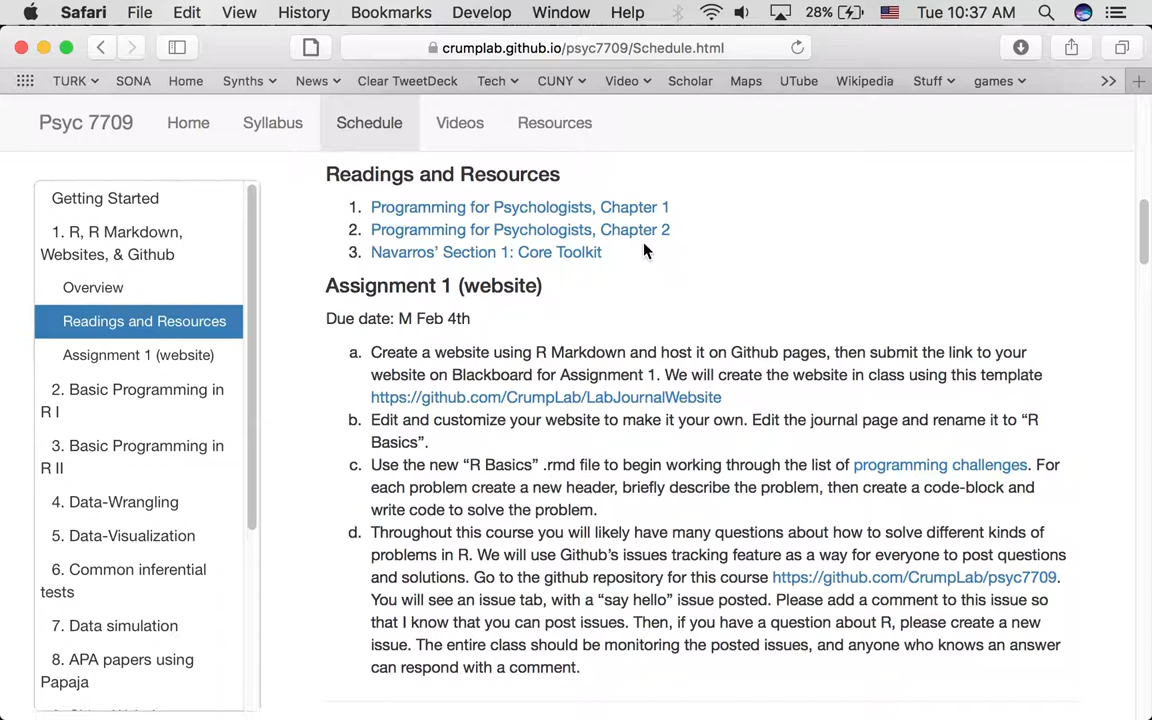 Safari File Edit View History Bookmarks Develop Window Help 28% Tue 10:37 AM
crumplab.github.io/psyc7709/Schedule.html
TURK SONA Home Synths News Clear TweetDeck Tech CUNY Video Scholar Maps UTube Wikipedia Stuff games >> +
Psyc 7709 Home Syllabus Schedule Videos Resources
Getting Started
1. R, R Markdown,
Websites, & Github
Overview
Readings and Resources
Assignment 1 (website)
2. Basic Programming in
R I
3. Basic Programming in
R II
4. Data-Wrangling
5. Data-Visualization
6. Common inferential
tests
7. Data simulation
8. APA papers using
Papaja
Readings and Resources
1. Programming for Psychologists, Chapter 1
2. Programming for Psychologists, Chapter 2
3. Navarros’ Section 1: Core Toolkit
Assignment 1 (website)
Due date: M Feb 4th
a. Create a website using R Markdown and host it on Github pages, then submit the link to your
website on Blackboard for Assignment 1. We will create the website in class using this template
https://github.com/CrumpLab/LabJournalWebsite
b. Edit and customize your website to make it your own. Edit the journal page and rename it to “R
Basics”.
c. Use the new “R Basics” .rmd file to begin working through the list of programming challenges. For
each problem create a new header, briefly describe the problem, then create a code-block and
write code to solve the problem.
d. Throughout this course you will likely have many questions about how to solve different kinds of
problems in R. We will use Github’s issues tracking feature as a way for everyone to post questions
and solutions. Go to the github repository for this course https://github.com/CrumpLab/psyc7709.
You will see an issue tab, with a “say hello” issue posted. Please add a comment to this issue so
that I know that you can post issues. Then, if you have a question about R, please create a new
issue. The entire class should be monitoring the posted issues, and anyone who knows an answer
can respond with a comment.